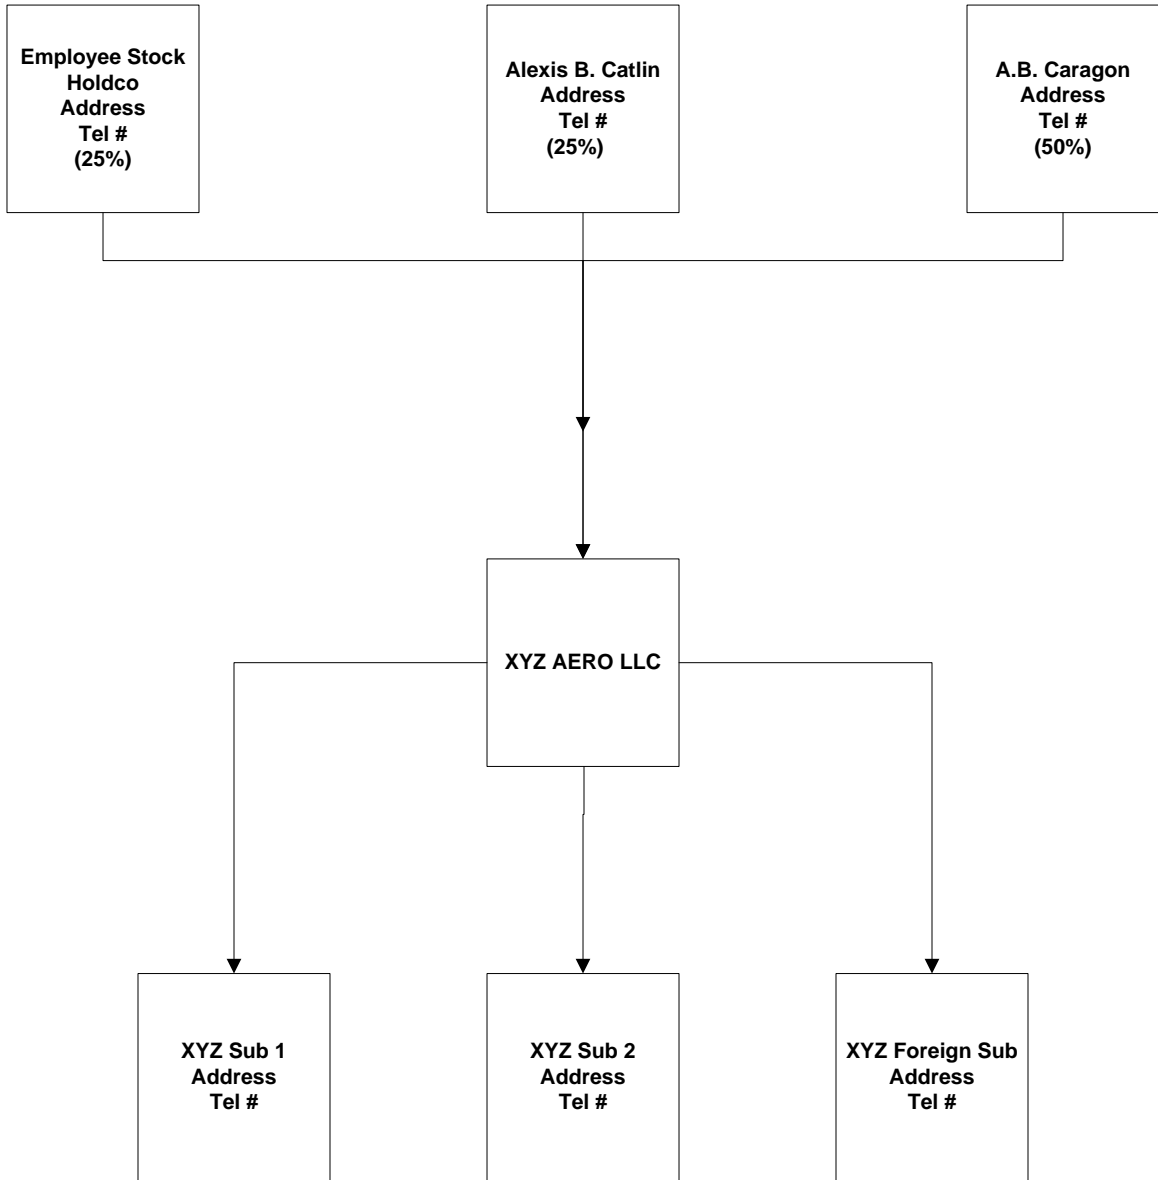 Employee Stock
Holdco
Address
Tel #
(25%)
Alexis B. Catlin
Address
Tel #
(25%)
A.B. Caragon
Address
Tel #
(50%)
XYZ AERO LLC
XYZ Sub 1
Address
Tel #
XYZ Sub 2
Address
Tel #
XYZ Foreign Sub
Address
Tel #